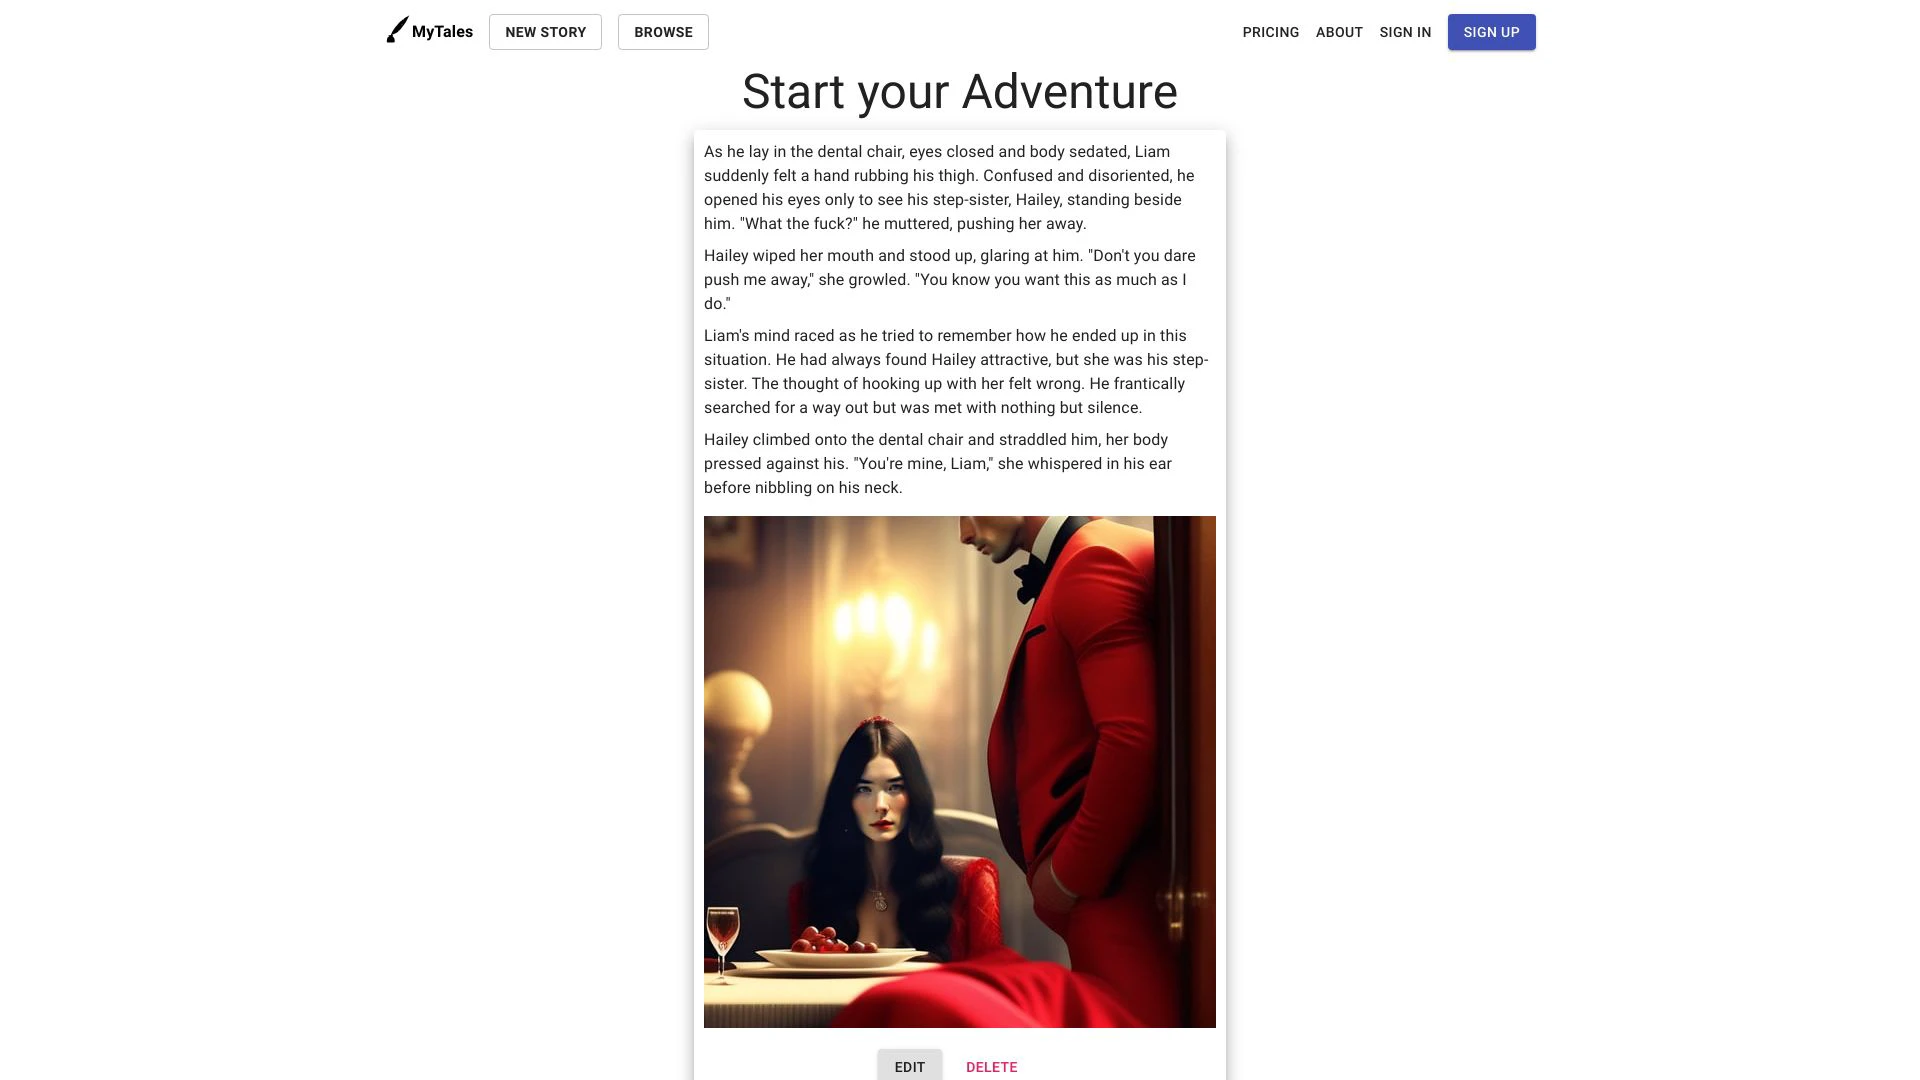 MyTales
NEW STORY
BROWSE
PRICING
ABOUT
SIGN IN
SIGN UP
Start your Adventure
As he lay in the dental chair, eyes closed and body sedated, Liam
suddenly felt a hand rubbing his thigh. Confused and disoriented, he
opened his eyes only to see his step-sister, Hailey, standing beside
him. "What the fuck?" he muttered, pushing her away.
Hailey wiped her mouth and stood up, glaring at him. "Don't you dare
push me away," she growled. "You know you want this as much as I
do."
Liam's mind raced as he tried to remember how he ended up in this
situation. He had always found Hailey attractive, but she was his step-
sister. The thought of hooking up with her felt wrong. He frantically
searched for a way out but was met with nothing but silence.
Hailey climbed onto the dental chair and straddled him, her body
pressed against his. "You're mine, Liam," she whispered in his ear
before nibbling on his neck.
EDIT
DELETE